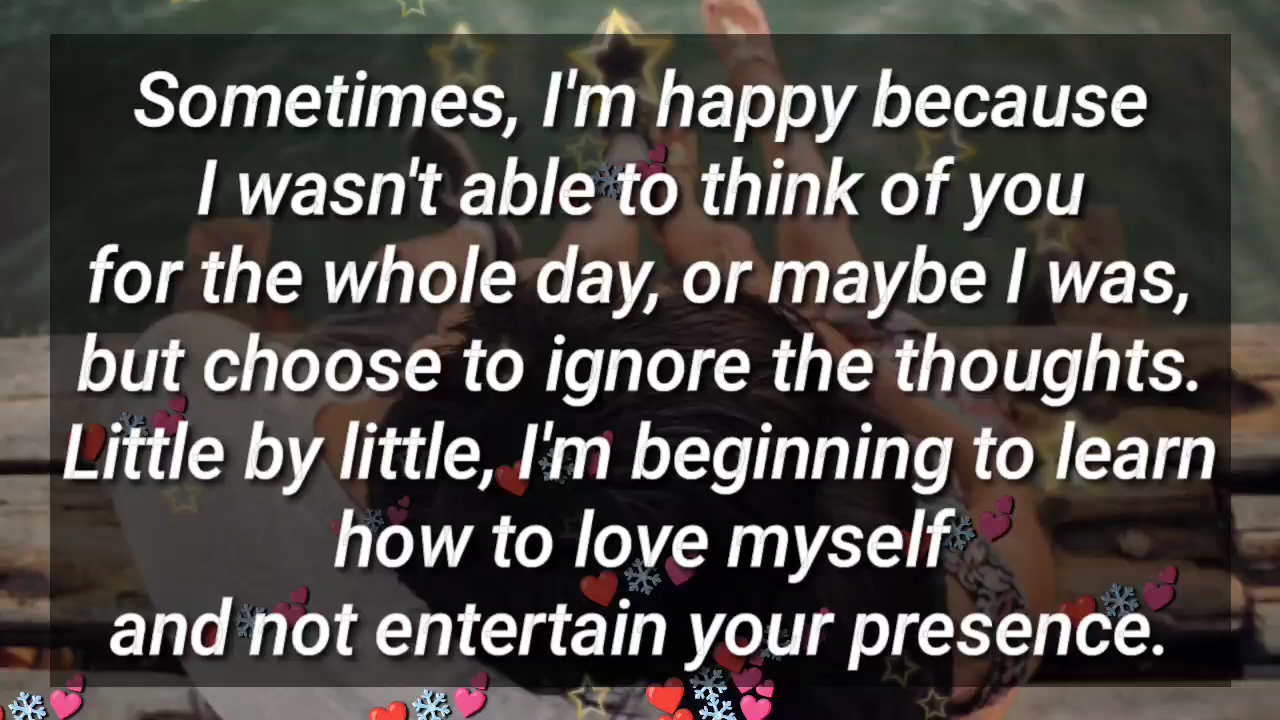 Sometimes, I'm happy because
I wasn't able to think of you
for the whole day, or maybe I was,
but choose to ignore the thoughts.
Little by little, I'm beginning to learn
how to love myself
and not entertain your presence.